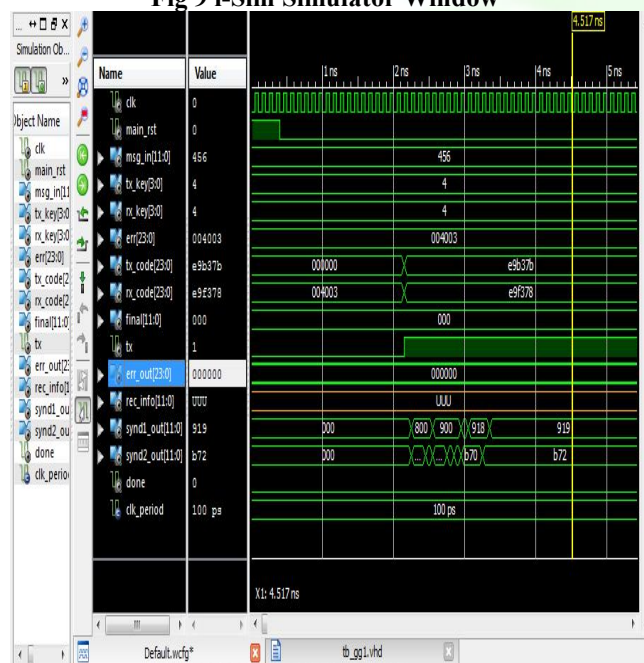 Fig 9 i-Sim Simulator Window
4.517 ns
Simulation Ob...
Object Name
clk
main_rst
msg_in[11
tx_key[3:0
rx_key[3:0
err[23:0]
tx_code[2
rx_code[2
final[11:0]
tx
err_out[23
rec_info[1
synd1_ou
synd2_ou
done
clk_perio
Name Value 1 ns 2 ns 3 ns 4 ns 5 ns
clk 0
main_rst 0
msg_in[11:0] 456 456
tx_key[3:0] 4 4
rx_key[3:0] 4 4
err[23:0] 004003 004003
tx_code[23:0] e9b37b 000000 e9b37b
rx_code[23:0] e9f378 004003 e9f378
final[11:0] 000 000
tx 1
err_out[23:0] 000000 000000
rec_info[11:0] UUU UUU
synd1_out[11:0] 919 000 800 900 918 919
synd2_out[11:0] b72 000 ... ... b70 b72
done 0
clk_period 100 ps 100 ps
X1: 4.517 ns
Default.wcfg* tb_gg1.vhd